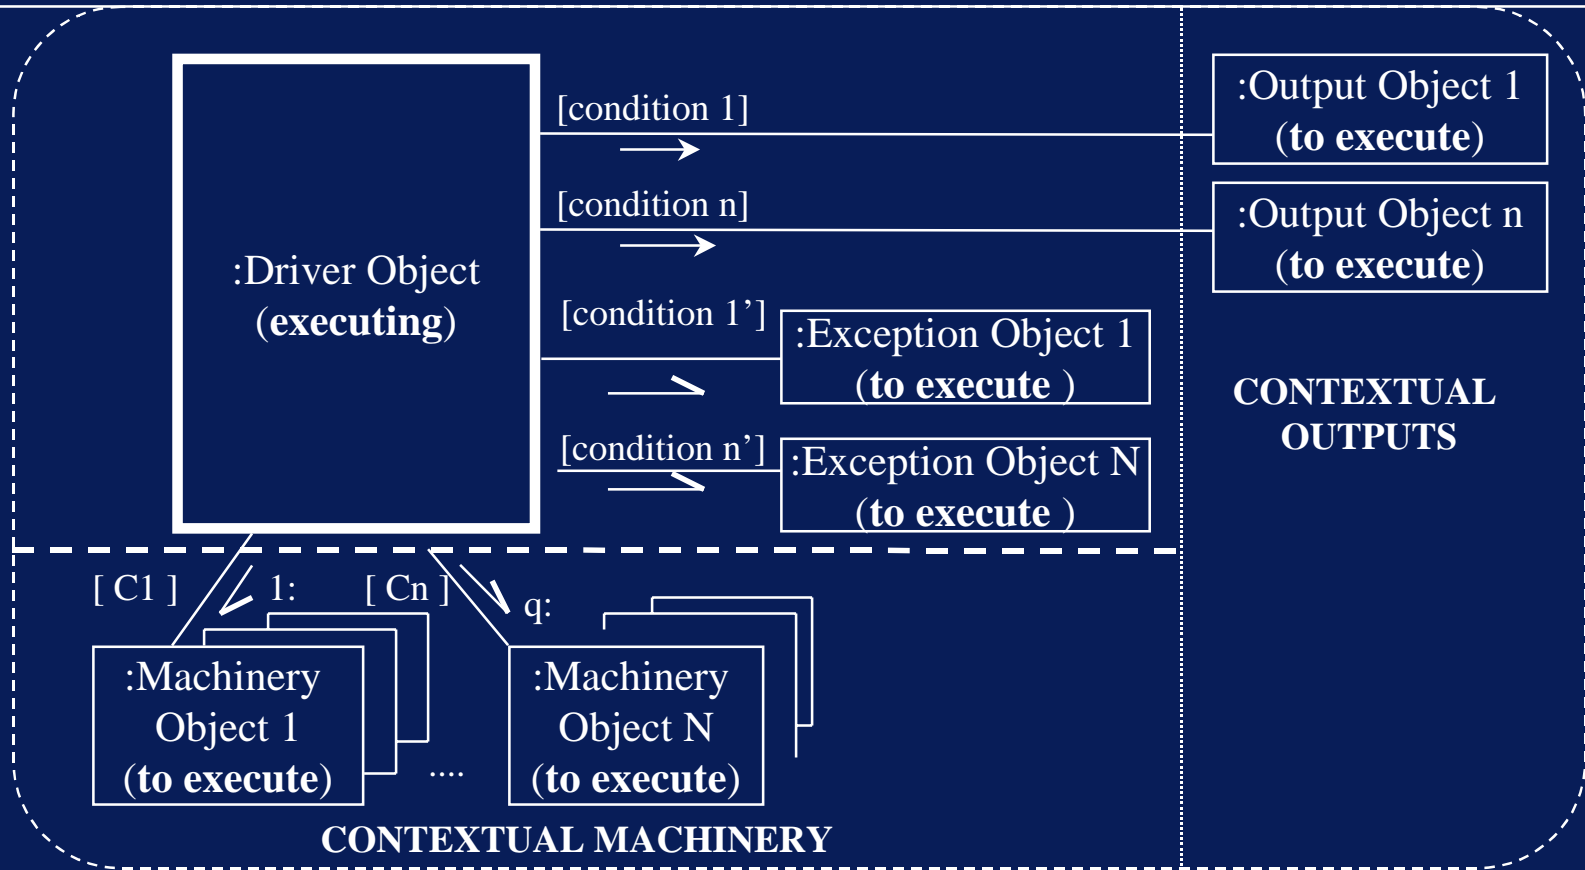 :Driver Object
(executing)
[condition 1]
[condition n]
[condition 1’]
[condition n’]
:Output Object 1
(to execute)
:Output Object n
(to execute)
:Exception Object 1
(to execute )
:Exception Object N
(to execute )
CONTEXTUAL
OUTPUTS
[ C1 ]
1:
[ Cn ]
q:
:Machinery
Object 1
(to execute)
....
:Machinery
Object N
(to execute)
CONTEXTUAL MACHINERY